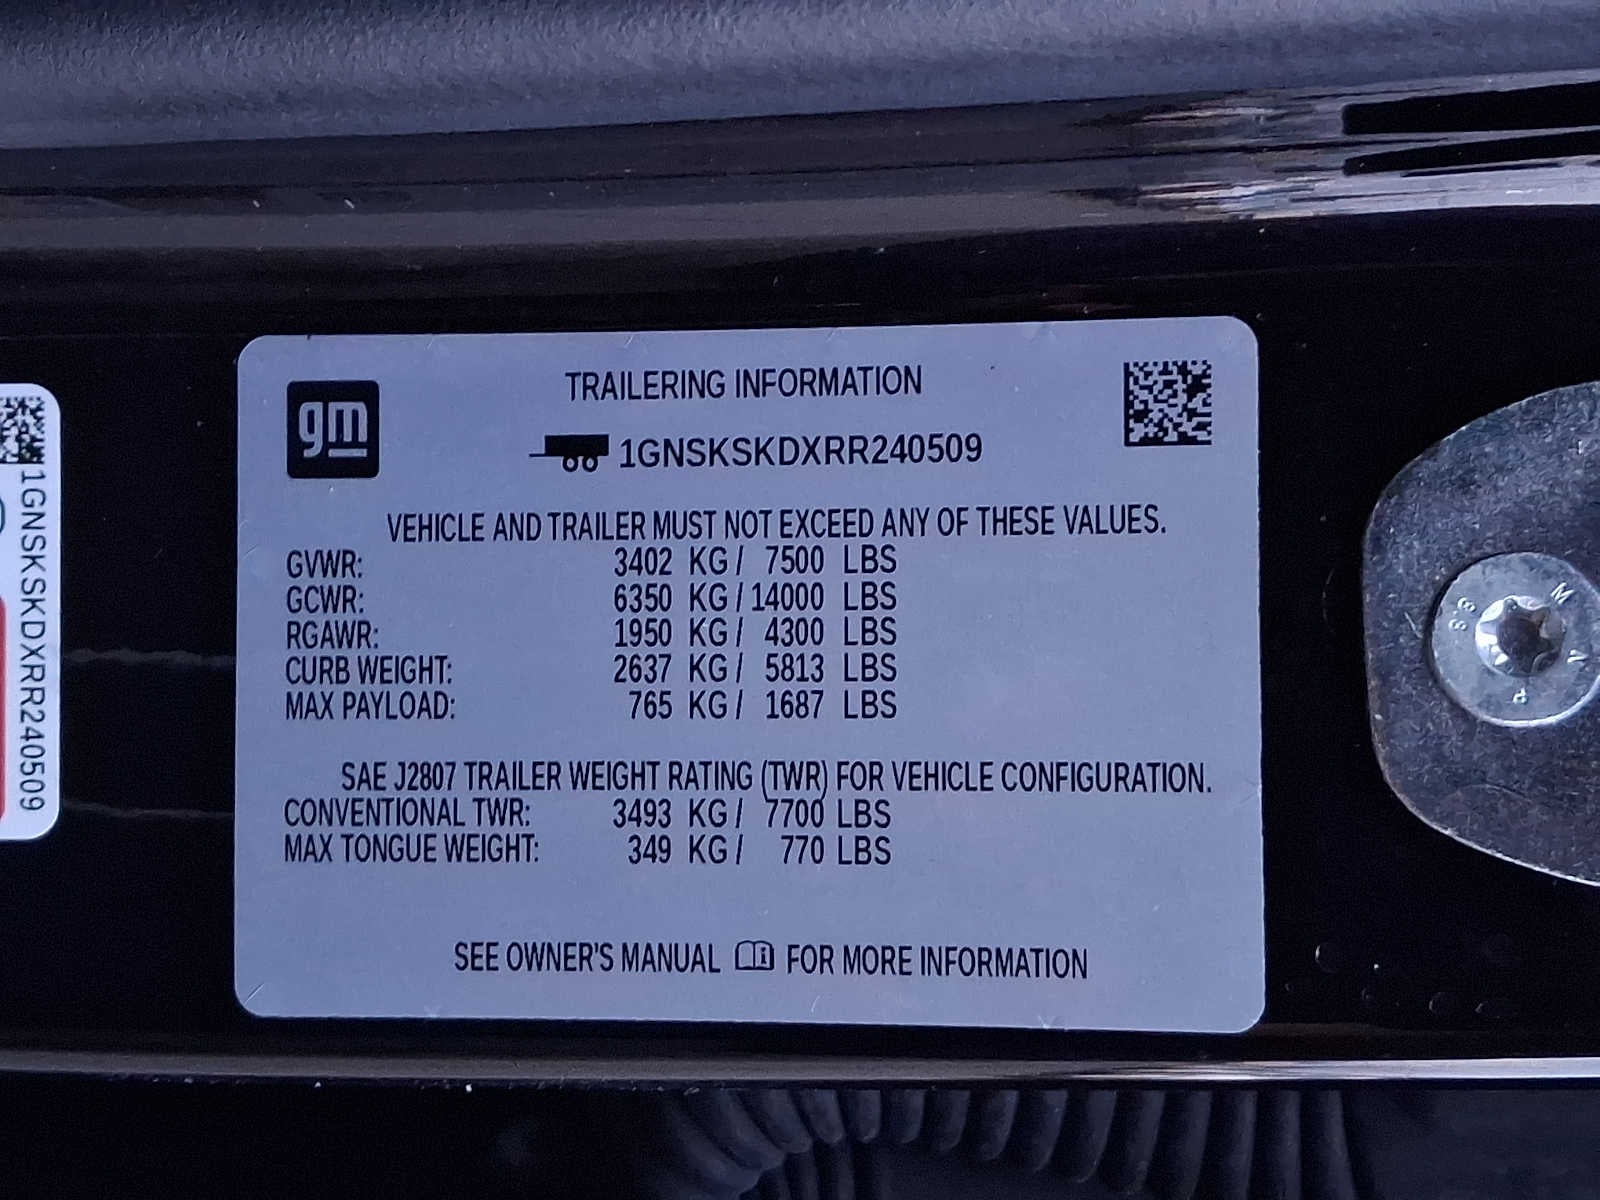 gm
TRAILERING INFORMATION
1GNSKSKDXRR240509
VEHICLE AND TRAILER MUST NOT EXCEED ANY OF THESE VALUES.
GVWR: 3402 KG / 7500 LBS
GCWR: 6350 KG / 14000 LBS
RGAWR: 1950 KG / 4300 LBS
CURB WEIGHT: 2637 KG / 5813 LBS
MAX PAYLOAD: 765 KG / 1687 LBS
SAE J2807 TRAILER WEIGHT RATING (TWR) FOR VEHICLE CONFIGURATION.
CONVENTIONAL TWR: 3493 KG / 7700 LBS
MAX TONGUE WEIGHT: 349 KG / 770 LBS
SEE OWNER'S MANUAL FOR MORE INFORMATION
1GNSKSKDXRR240509